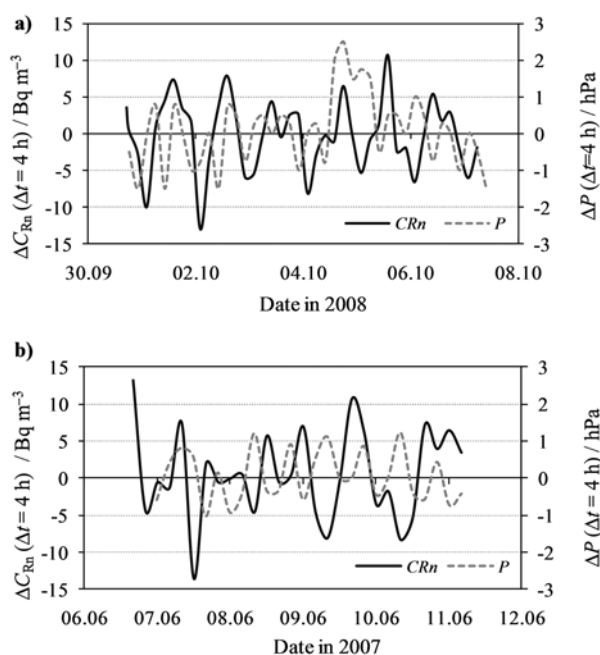 a)
15
10
5
0
-5
-10
-15
ΔC_Rn (Δt = 4 h) / Bq m⁻³
3
2
1
0
-1
-2
-3
ΔP (Δt=4 h) / hPa
CRn P
30.09 02.10 04.10 06.10 08.10
Date in 2008
b)
15
10
5
0
-5
-10
-15
ΔC_Rn (Δt = 4 h) / Bq m⁻³
3
2
1
0
-1
-2
-3
ΔP (Δt = 4 h) / hPa
CRn P
06.06 07.06 08.06 09.06 10.06 11.06 12.06
Date in 2007